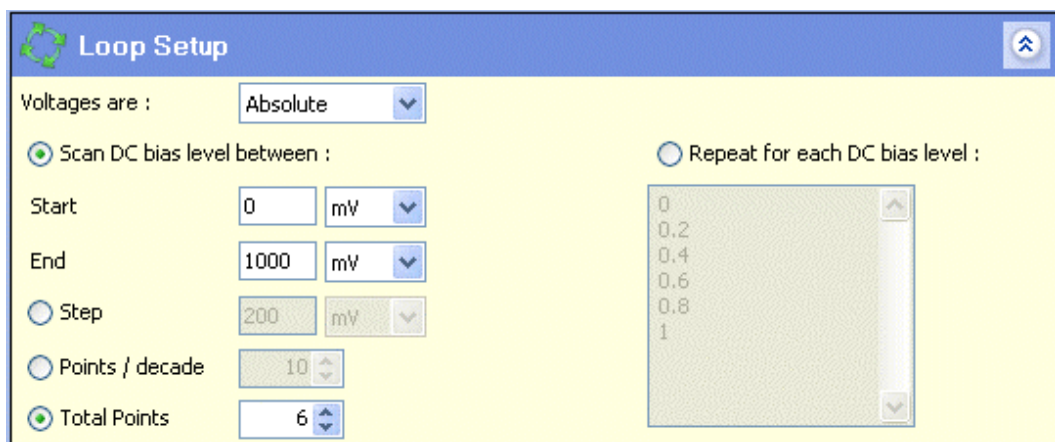 Loop Setup
Voltages are : Absolute
Scan DC bias level between :
Start 0 mV
End 1000 mV
Step 200 mV
Points / decade 10
Total Points 6
Repeat for each DC bias level :
0
0.2
0.4
0.6
0.8
1